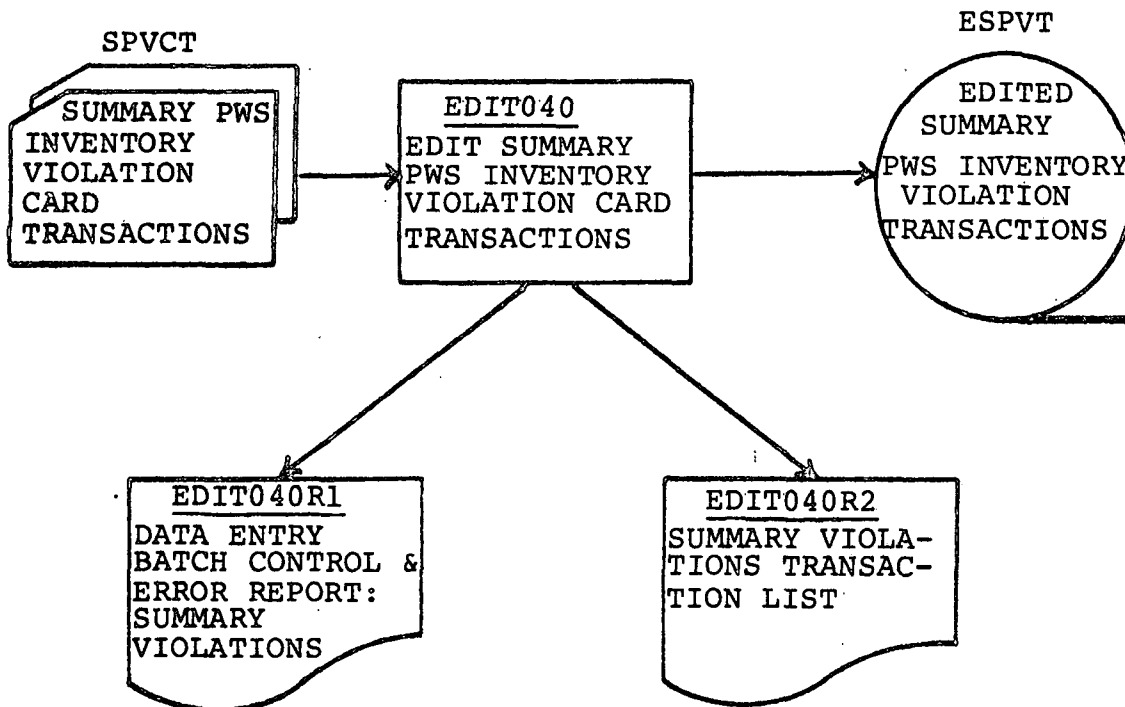 SPVCT
SUMMARY PWS
INVENTORY
VIOLATION
CARD
TRANSACTIONS
EDIT040
EDIT SUMMARY
PWS INVENTORY
VIOLATION CARD
TRANSACTIONS
ESPVT
EDITED
SUMMARY
PWS INVENTORY
VIOLATION
TRANSACTIONS
EDIT040R1
DATA ENTRY
BATCH CONTROL &
ERROR REPORT:
SUMMARY
VIOLATIONS
EDIT040R2
SUMMARY VIOLA-
TIONS TRANSAC-
TION LIST